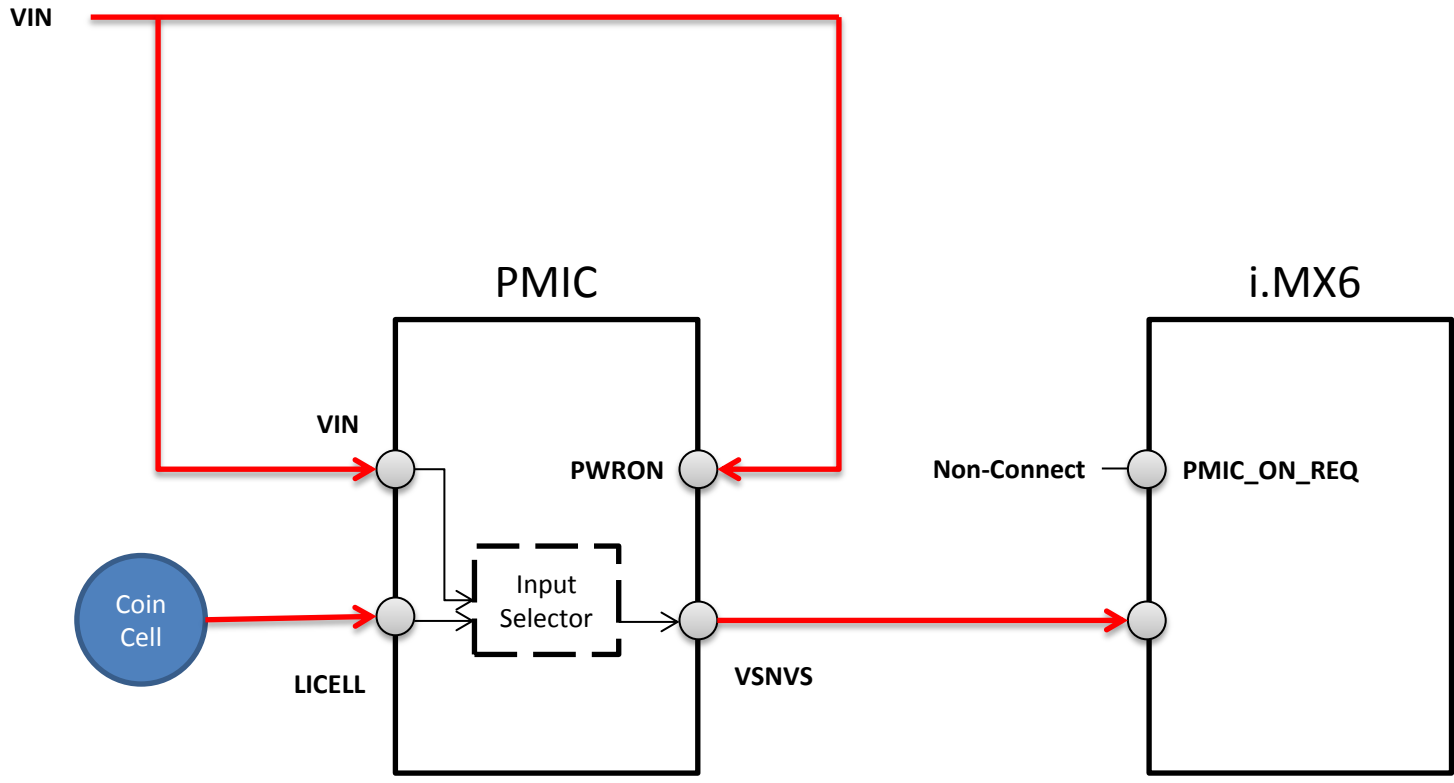 VIN
PMIC
i.MX6
VIN
PWRON
Non-Connect
PMIC_ON_REQ
Input
Selector
Coin
Cell
LICELL
VSNVS